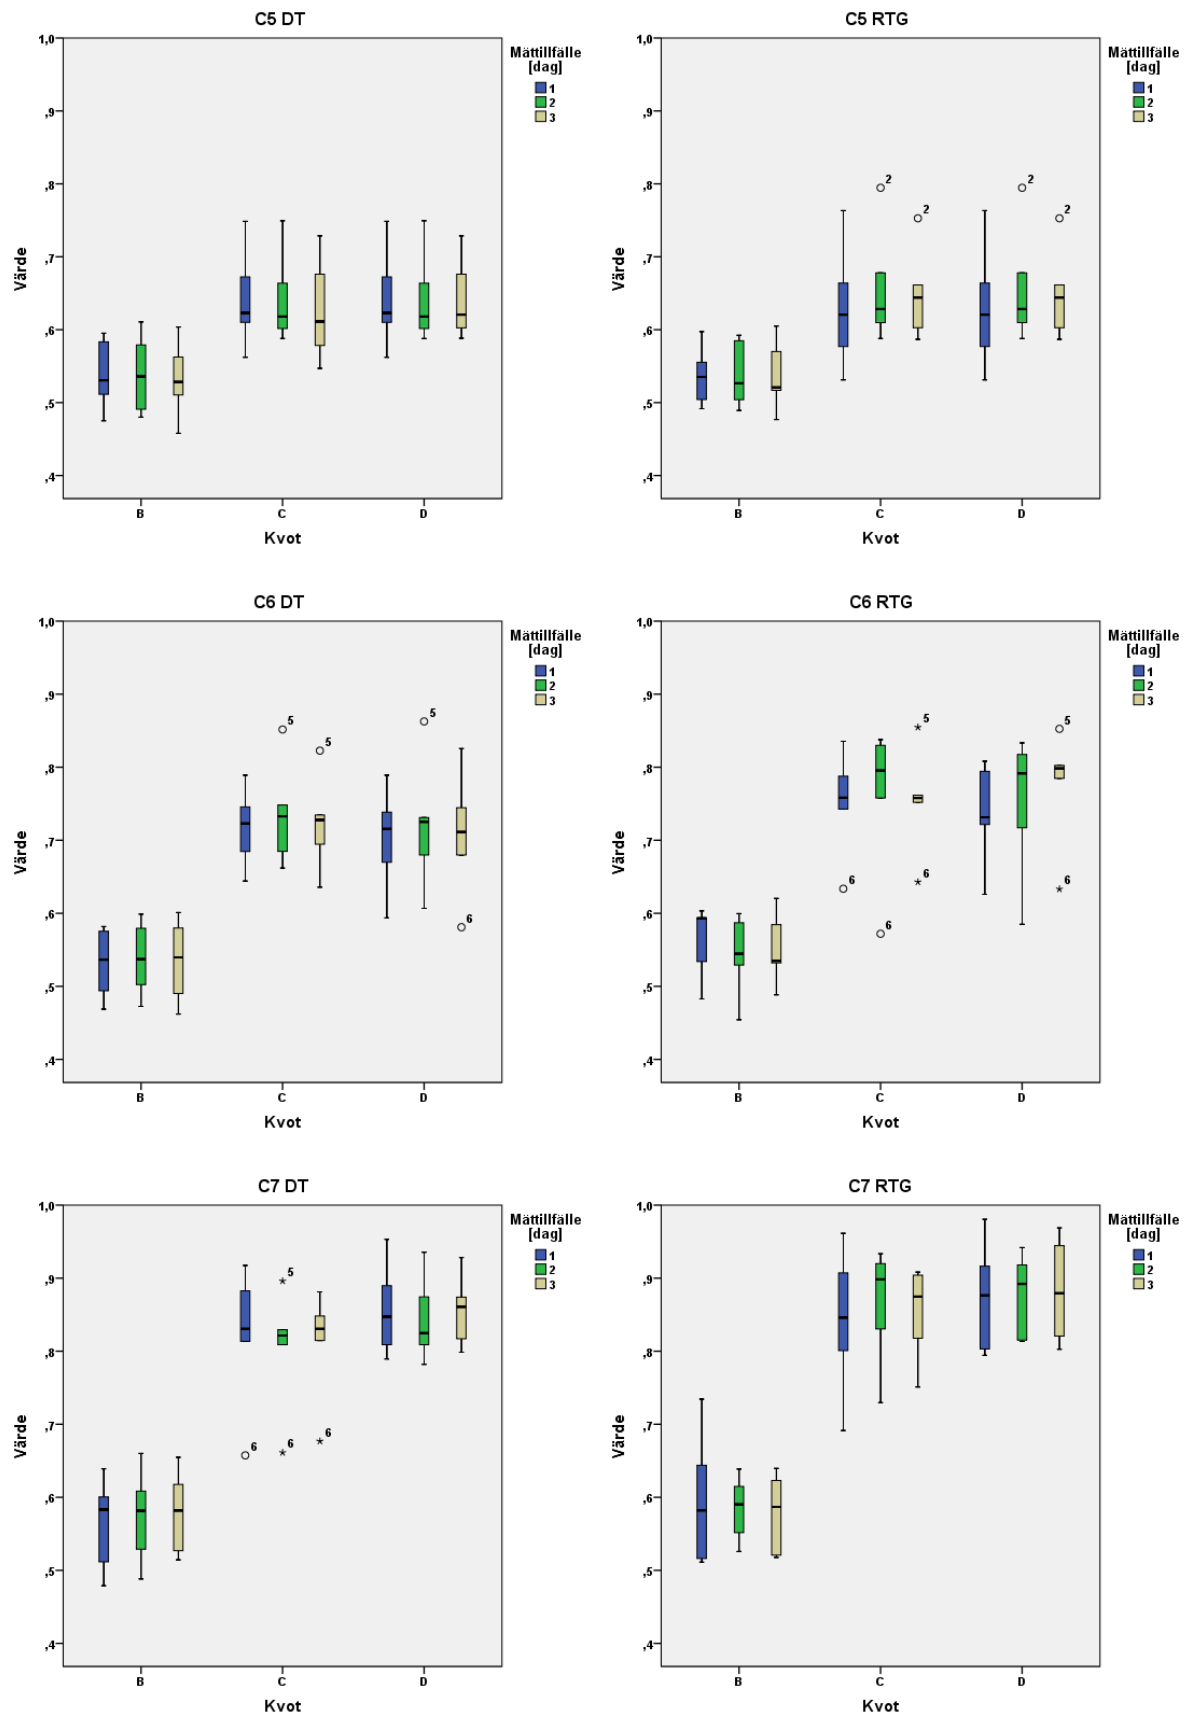 C5 DT
1,0
,9
,8
,7
,6
,5
,4
Värde
B C D
Kvot
Mättillfälle
[dag]
1
2
3
C5 RTG
1,0
,9
,8
,7
,6
,5
,4
Värde
2
2
2
2
B C D
Kvot
Mättillfälle
[dag]
1
2
3
C6 DT
1,0
,9
,8
,7
,6
,5
,4
Värde
5
5
5
6
B C D
Kvot
Mättillfälle
[dag]
1
2
3
C6 RTG
1,0
,9
,8
,7
,6
,5
,4
Värde
5
5
6
6
6
6
B C D
Kvot
Mättillfälle
[dag]
1
2
3
C7 DT
1,0
,9
,8
,7
,6
,5
,4
Värde
5
6
6
6
B C D
Kvot
Mättillfälle
[dag]
1
2
3
C7 RTG
1,0
,9
,8
,7
,6
,5
,4
Värde
B C D
Kvot
Mättillfälle
[dag]
1
2
3